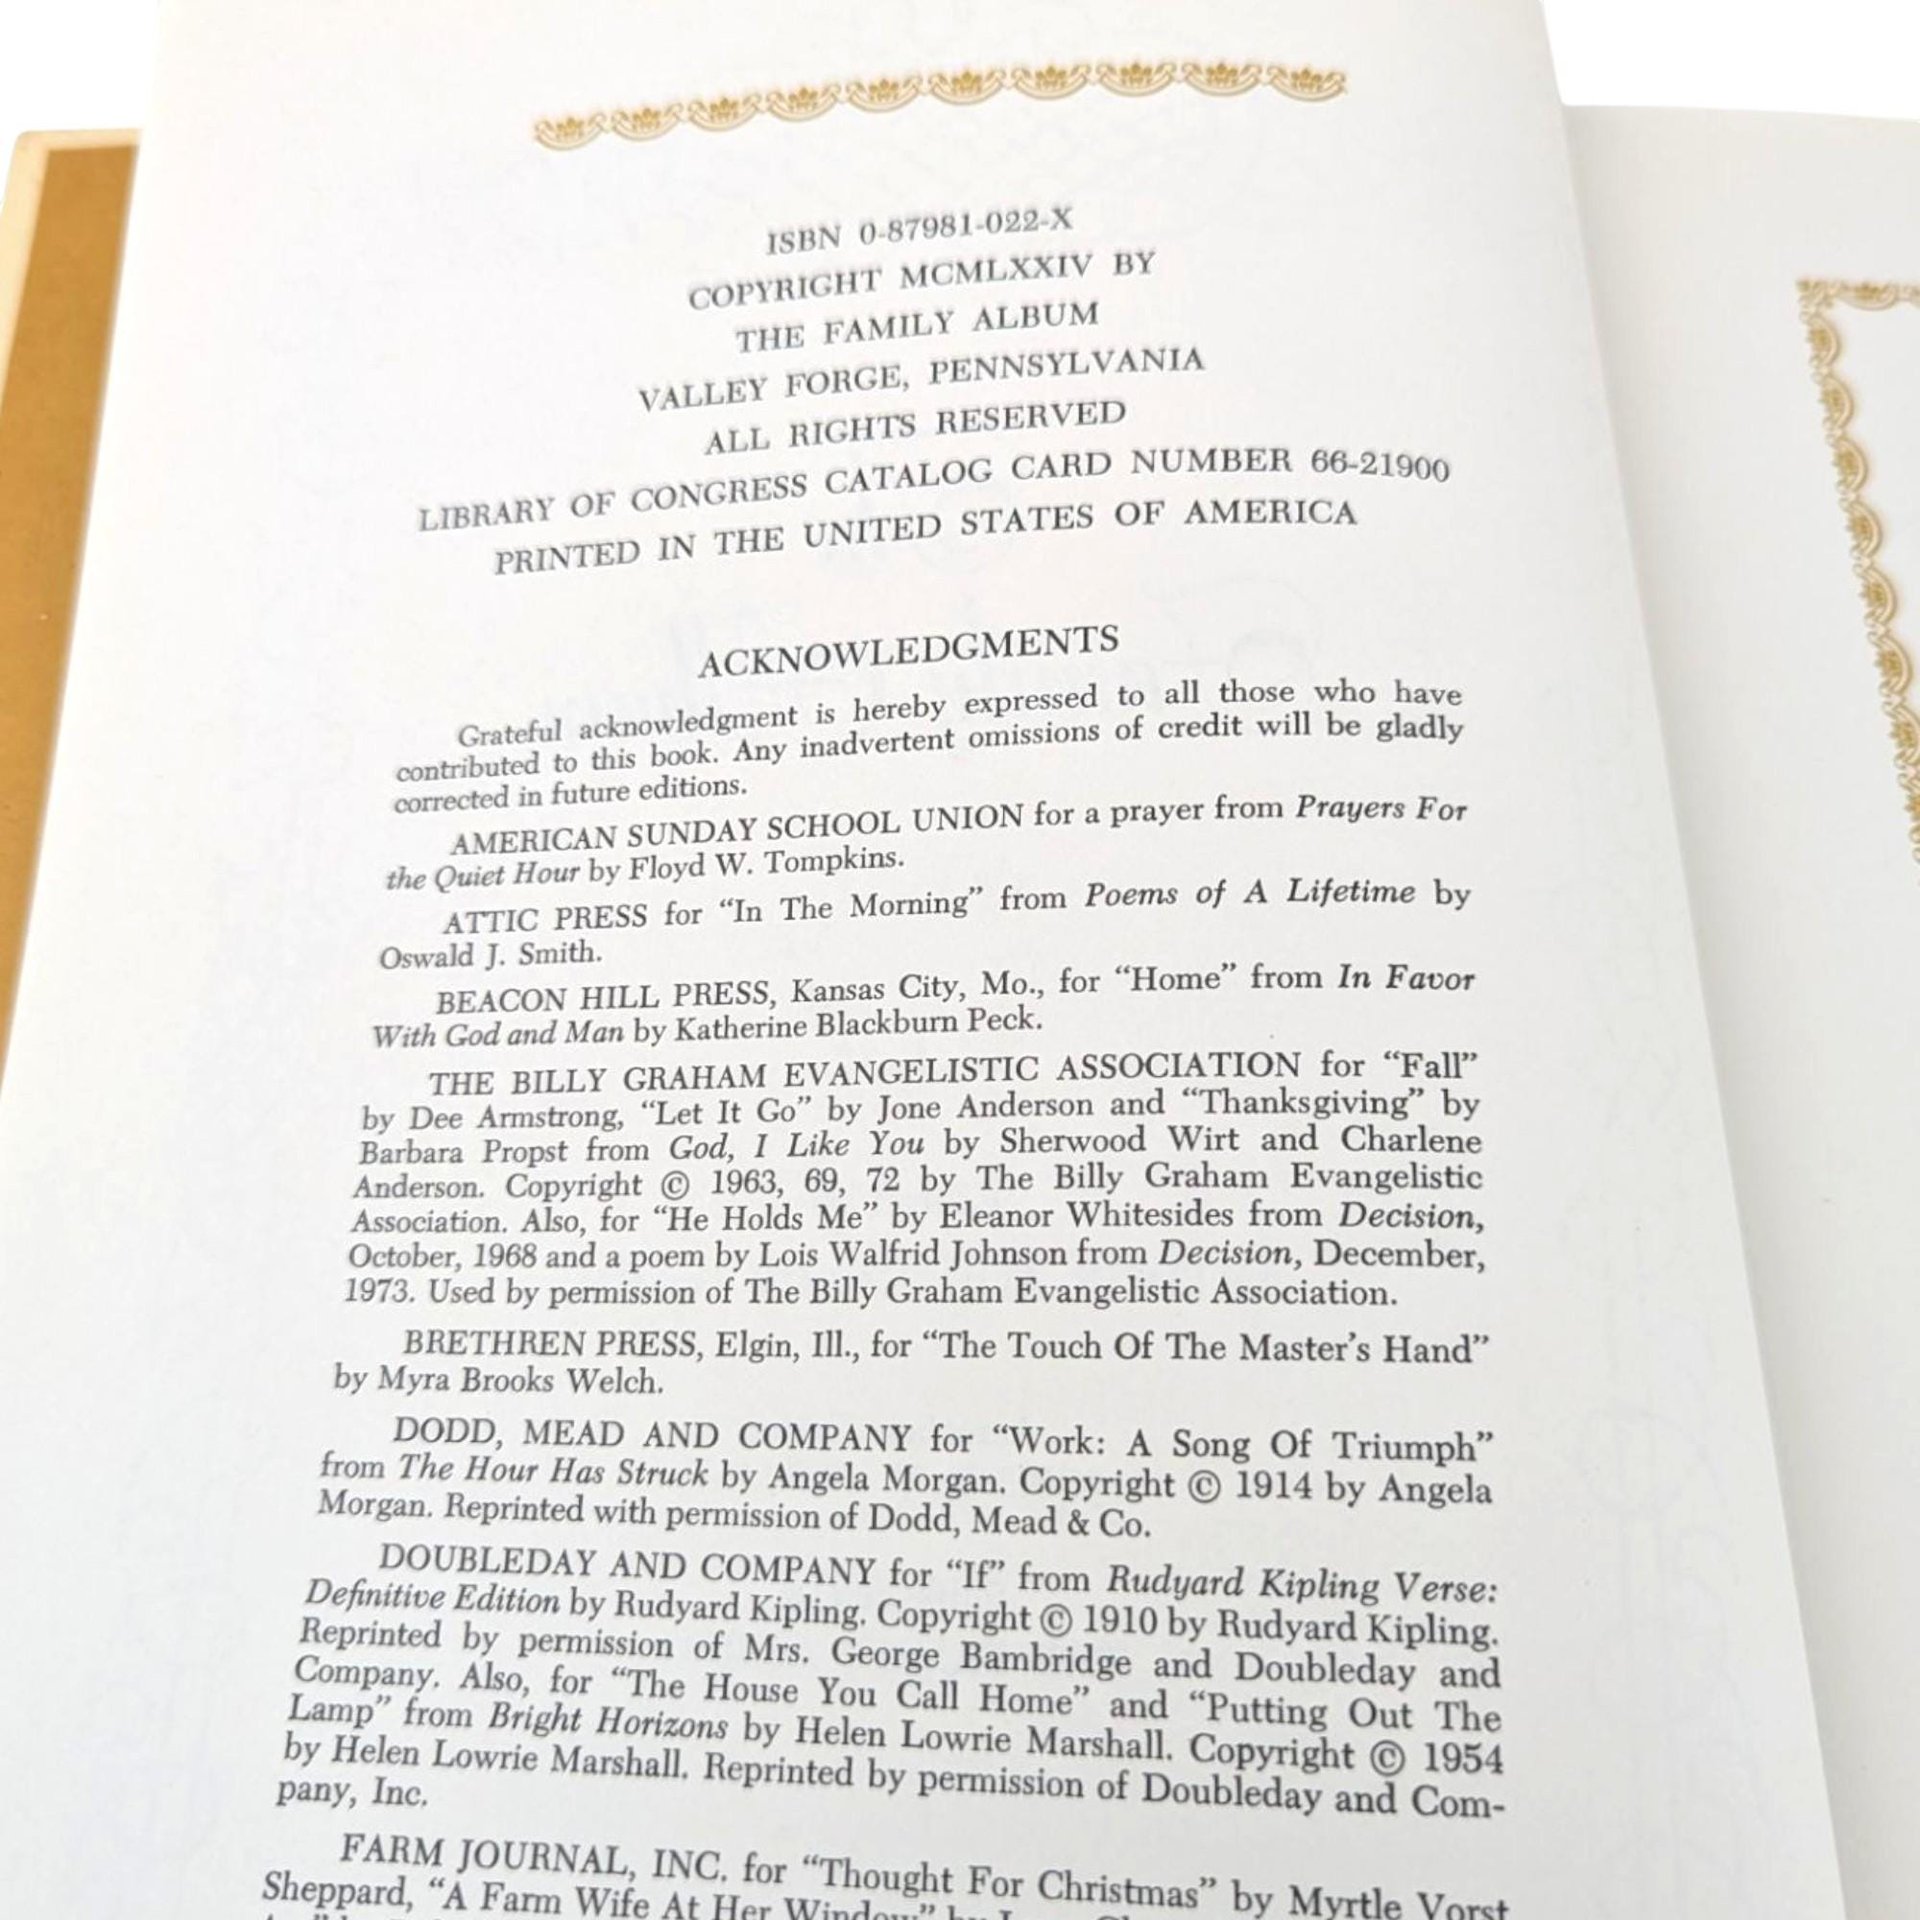 ISBN 0-87981-022-X
COPYRIGHT MCMLXXIV BY
THE FAMILY ALBUM
VALLEY FORGE, PENNSYLVANIA
ALL RIGHTS RESERVED
LIBRARY OF CONGRESS CATALOG CARD NUMBER 66-21900
PRINTED IN THE UNITED STATES OF AMERICA
ACKNOWLEDGMENTS
Grateful acknowledgment is hereby expressed to all those who have
contributed to this book. Any inadvertent omissions of credit will be gladly
corrected in future editions.
AMERICAN SUNDAY SCHOOL UNION for a prayer from Prayers For
the Quiet Hour by Floyd W. Tompkins.
ATTIC PRESS for “In The Morning” from Poems of A Lifetime by
Oswald J. Smith.
BEACON HILL PRESS, Kansas City, Mo., for “Home” from In Favor
With God and Man by Katherine Blackburn Peck.
THE BILLY GRAHAM EVANGELISTIC ASSOCIATION for “Fall”
by Dee Armstrong, “Let It Go” by Jone Anderson and “Thanksgiving” by
Barbara Propst from God, I Like You by Sherwood Wirt and Charlene
Anderson. Copyright © 1963, 69, 72 by The Billy Graham Evangelistic
Association. Also, for “He Holds Me” by Eleanor Whitesides from Decision,
October, 1968 and a poem by Lois Walfrid Johnson from Decision, December,
1973. Used by permission of The Billy Graham Evangelistic Association.
BRETHREN PRESS, Elgin, Ill., for “The Touch Of The Master’s Hand”
by Myra Brooks Welch.
DODD, MEAD AND COMPANY for “Work: A Song Of Triumph”
from The Hour Has Struck by Angela Morgan. Copyright © 1914 by Angela
Morgan. Reprinted with permission of Dodd, Mead & Co.
DOUBLEDAY AND COMPANY for “If” from Rudyard Kipling Verse:
Definitive Edition by Rudyard Kipling. Copyright © 1910 by Rudyard Kipling.
Reprinted by permission of Mrs. George Bambridge and Doubleday and
Company. Also, for “The House You Call Home” and “Putting Out The
Lamp” from Bright Horizons by Helen Lowrie Marshall. Copyright © 1954
by Helen Lowrie Marshall. Reprinted by permission of Doubleday and Com-
pany, Inc.
FARM JOURNAL, INC. for “Thought For Christmas” by Myrtle Vorst
Sheppard, “A Farm Wife At Her Window”